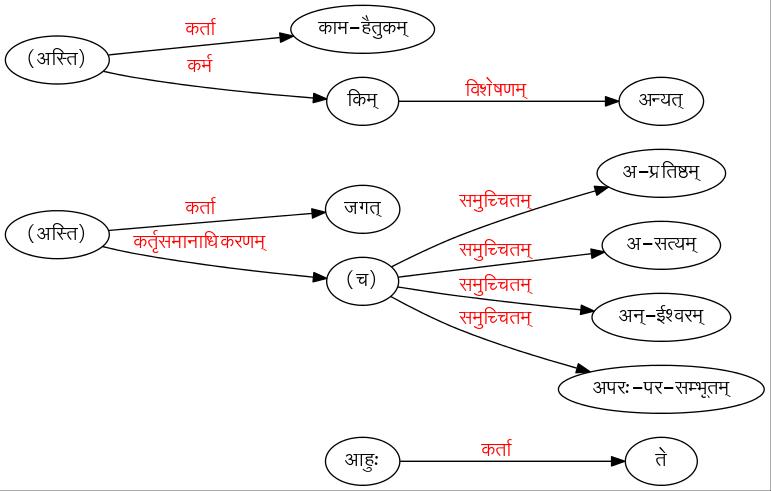 कर्ता
काम-हैतुकम्
(अस्ति)
कर्म
किम्
विशेषणम्
अन्यत्
अ-प्रतिष्ठम्
समुच्चितम्
कर्ता
जगत्
(अस्ति)
कर्तृसमानाधिकरणम्
समुच्चितम्
अ-सत्यम्
(च)
समुच्चितम्
अन्-ईश्वरम्
समुच्चितम्
अपरः-पर-सम्भूतम्
आहुः
कर्ता
ते